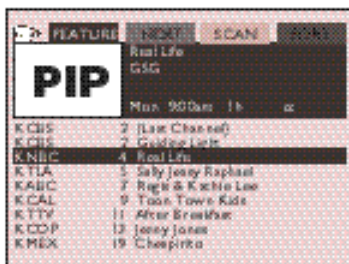 FEATURE NEXT SCAN
Real Life
GSG
PIP
Mon 9:00am 1h cc
KCBS 2 (Last Channel)
KCBS 2 Guiding Light
KNBC 4 Real Life
KTLA 5 Sally Jessy Raphael
KABC 7 Regis & Kathie Lee
KCAL 9 Toon Town Kids
KTTV 11 After Breakfast
KCOP 13 Jenny Jones
KMEX 19 Chespirito